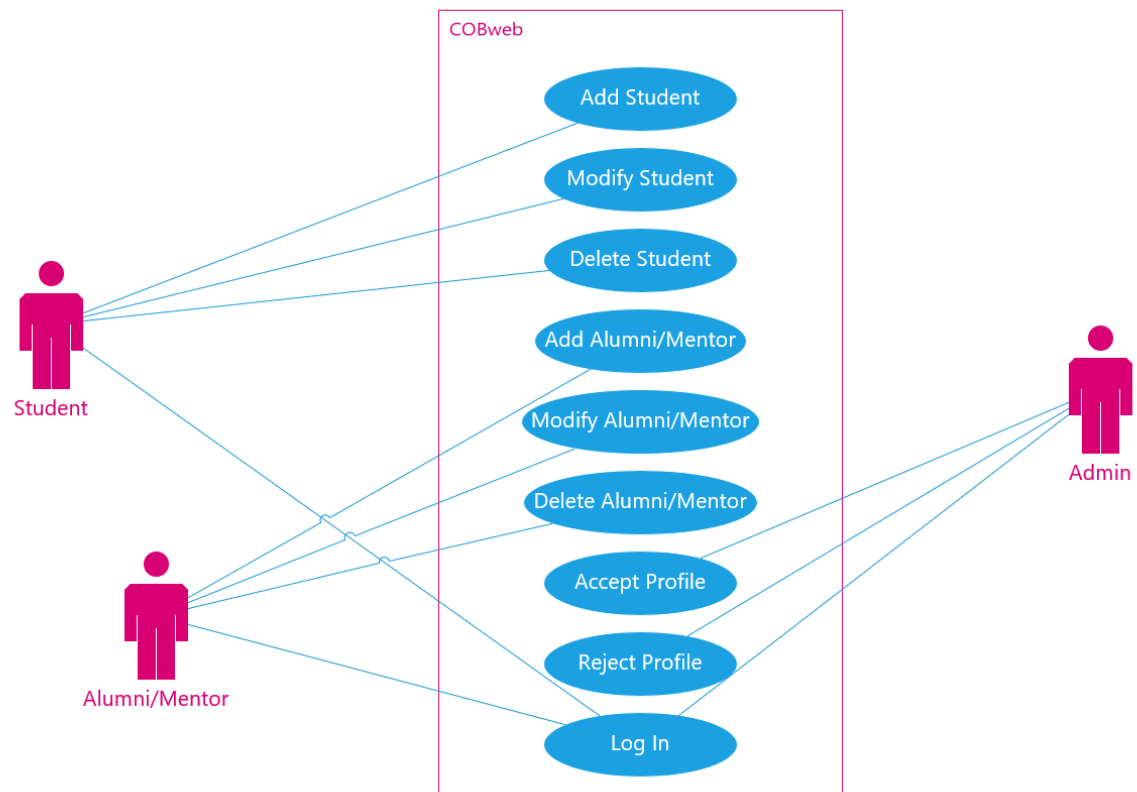 COBweb
Add Student
Modify Student
Delete Student
Add Alumni/Mentor
Modify Alumni/Mentor
Delete Alumni/Mentor
Accept Profile
Reject Profile
Log In
Student
Alumni/Mentor
Admin